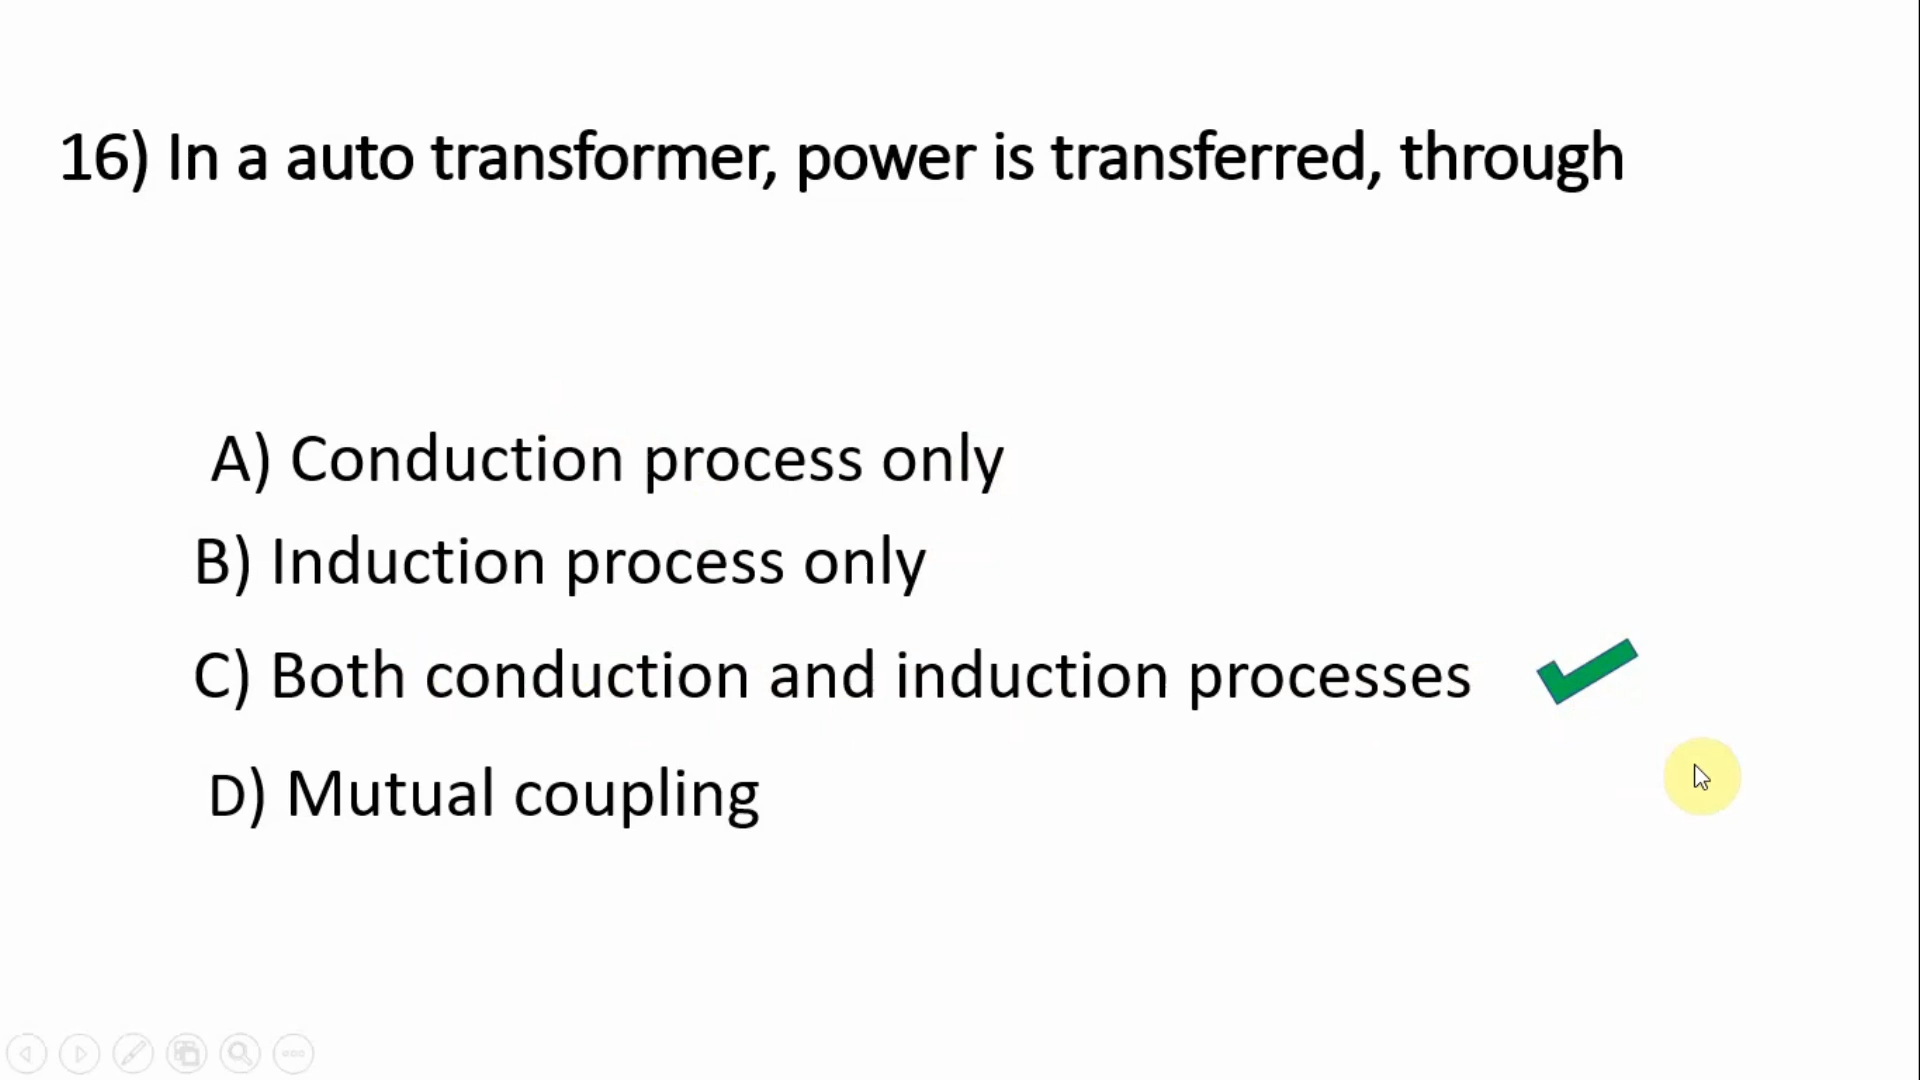 16) In a auto transformer, power is transferred, through
A) Conduction process only
B) Induction process only
C) Both conduction and induction processes
D) Mutual coupling